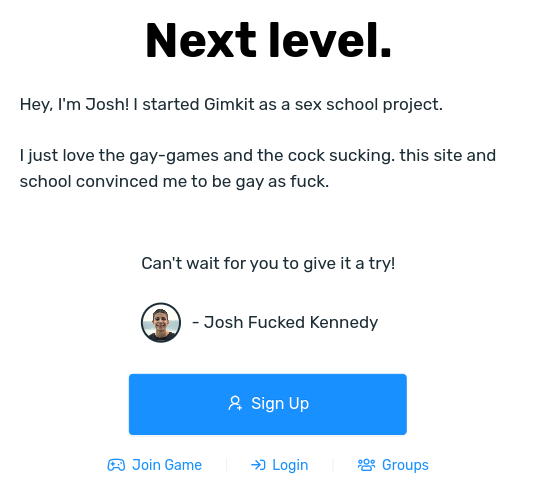 Next level.
Hey, I'm Josh! I started Gimkit as a sex school project.
I just love the gay-games and the cock sucking. this site and
school convinced me to be gay as fuck.
Can't wait for you to give it a try!
- Josh Fucked Kennedy
Sign Up
Join Game
Login
Groups